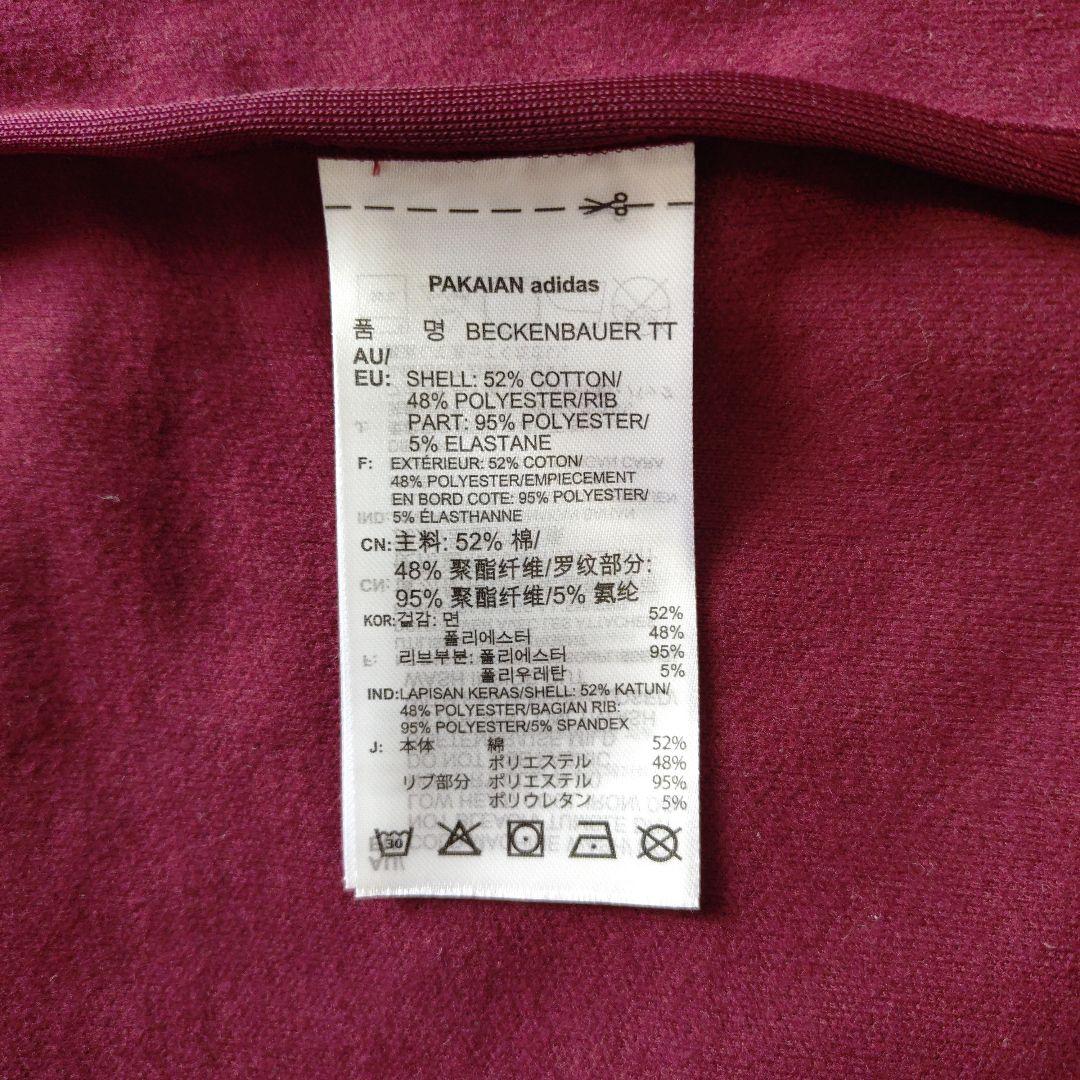 PAKAIAN adidas
품 명 BECKENBAUER TT
AU/
EU: SHELL: 52% COTTON/
48% POLYESTER/RIB
PART: 95% POLYESTER/
5% ELASTANE
F: EXTÉRIEUR: 52% COTON/
48% POLYESTER/EMPIECEMENT
EN BORD COTE: 95% POLYESTER/
5% ÉLASTHANNE
CN: 主料: 52% 棉/
48% 聚酯纤维/罗纹部分:
95% 聚酯纤维/5% 氨纶
KOR: 겉감: 면 52%
폴리에스터 48%
리브부분: 폴리에스터 95%
폴리우레탄 5%
IND: LAPISAN KERAS/SHELL: 52% KATUN/
48% POLYESTER/BAGIAN RIB:
95% POLYESTER/5% SPANDEX
J: 本体 綿 52%
ポリエステル 48%
リブ部分 ポリエステル 95%
ポリウレタン 5%
30